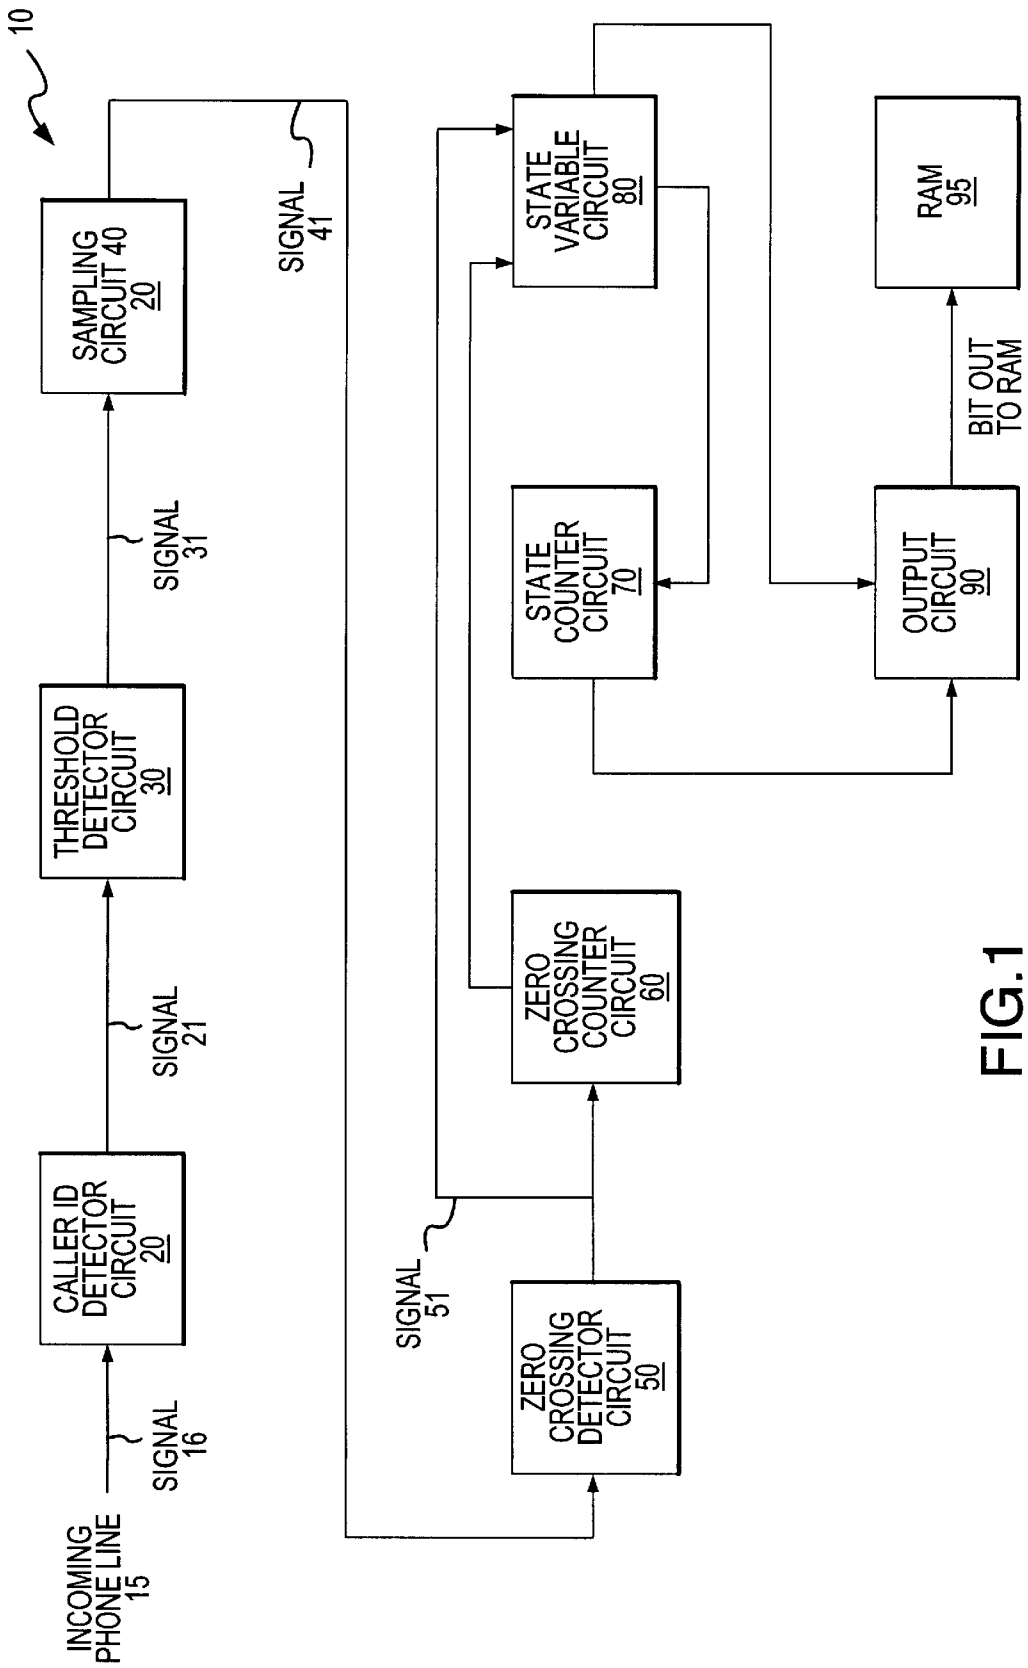 10
INCOMING
PHONE LINE
15
SIGNAL
16
CALLER ID
DETECTOR
CIRCUIT
20
SIGNAL
21
THRESHOLD
DETECTOR
CIRCUIT
30
SIGNAL
31
SAMPLING
CIRCUIT 40
20
SIGNAL
41
ZERO
CROSSING
DETECTOR
CIRCUIT
50
SIGNAL
51
ZERO
CROSSING
COUNTER
CIRCUIT
60
STATE
COUNTER
CIRCUIT
70
STATE
VARIABLE
CIRCUIT
80
OUTPUT
CIRCUIT
90
BIT OUT
TO RAM
RAM
95
FIG.1